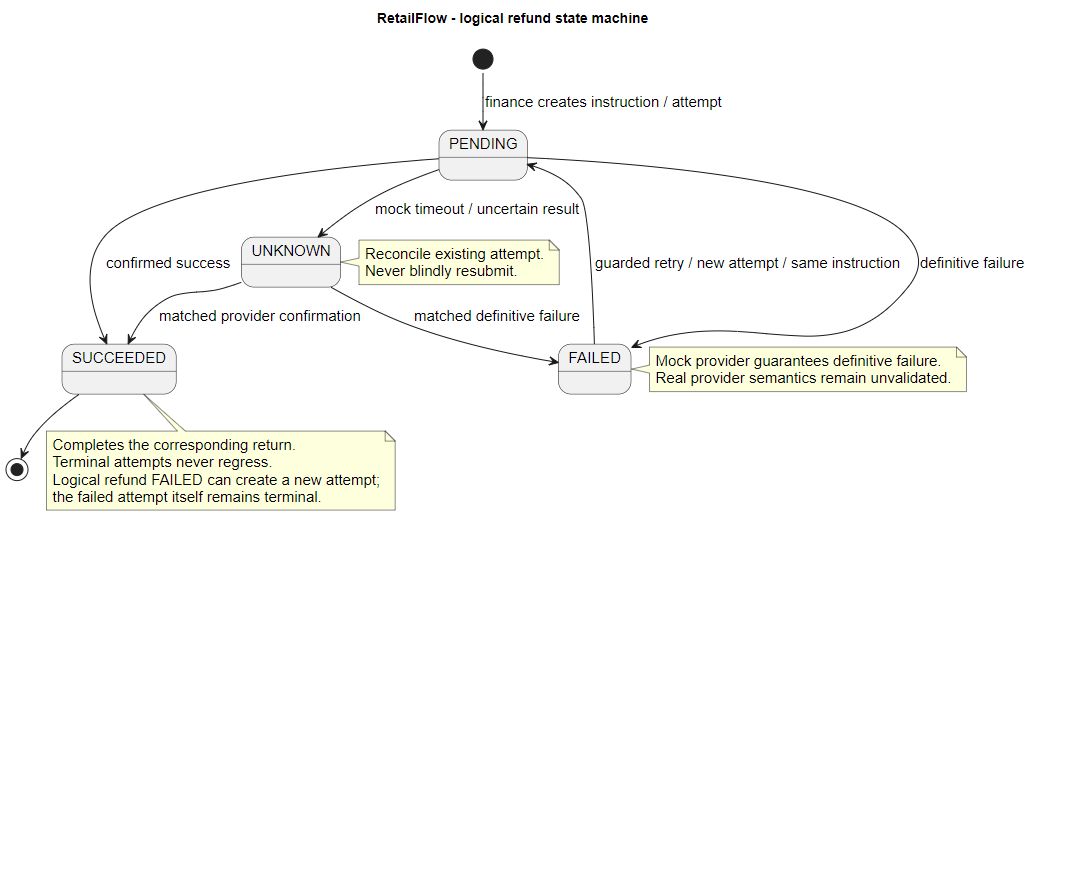 RetailFlow - logical refund state machine
finance creates instruction / attempt
PENDING
mock timeout / uncertain result
UNKNOWN
Reconcile existing attempt.
Never blindly resubmit.
confirmed success
guarded retry / new attempt / same instruction
definitive failure
matched provider confirmation
matched definitive failure
SUCCEEDED
FAILED
Mock provider guarantees definitive failure.
Real provider semantics remain unvalidated.
Completes the corresponding return.
Terminal attempts never regress.
Logical refund FAILED can create a new attempt;
the failed attempt itself remains terminal.